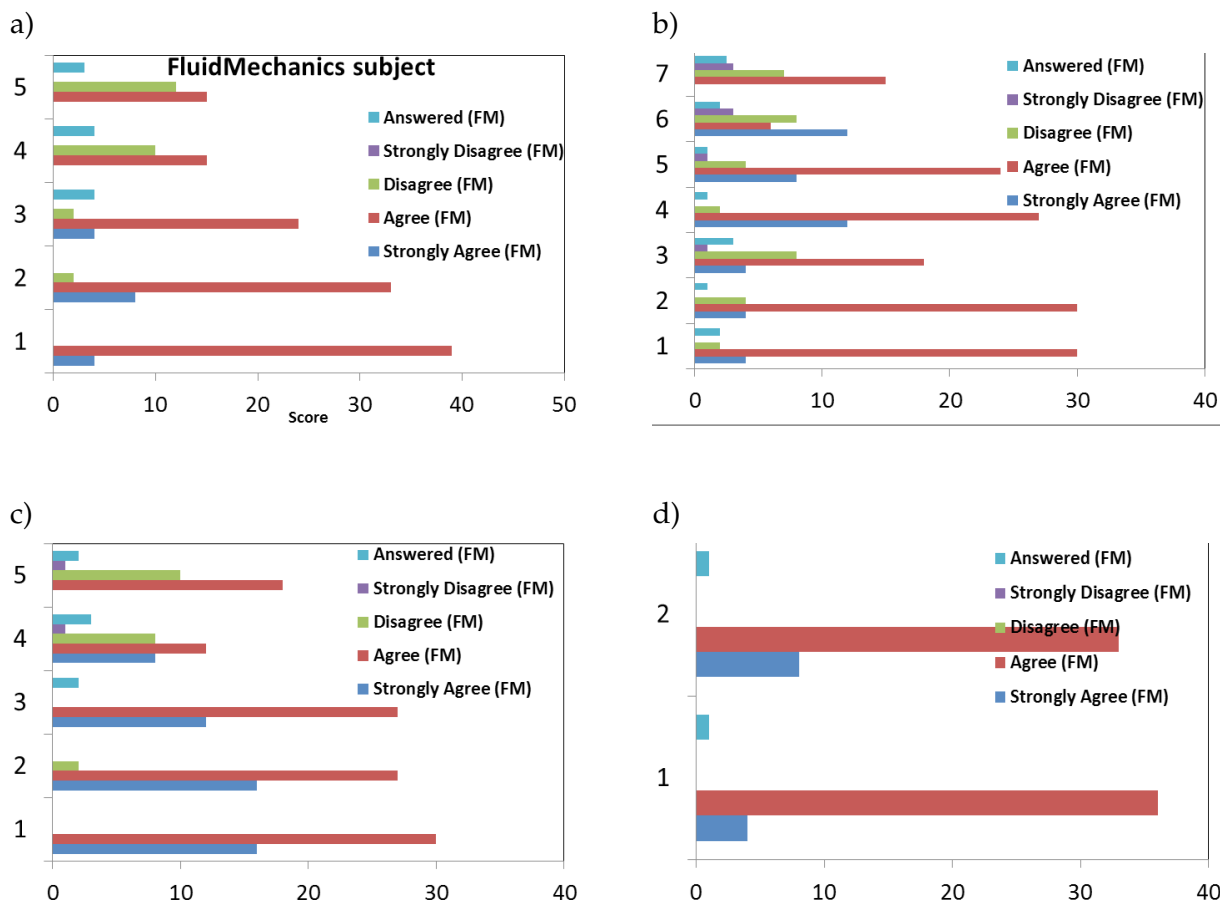 a)
FluidMechanics subject
5
4
3
2
1
Answered (FM)
Strongly Disagree (FM)
Disagree (FM)
Agree (FM)
Strongly Agree (FM)
0 10 20 30 40 50
Score
b)
7
6
5
4
3
2
1
Answered (FM)
Strongly Disagree (FM)
Disagree (FM)
Agree (FM)
Strongly Agree (FM)
0 10 20 30 40
c)
5
4
3
2
1
Answered (FM)
Strongly Disagree (FM)
Disagree (FM)
Agree (FM)
Strongly Agree (FM)
0 10 20 30 40
d)
2
1
Answered (FM)
Strongly Disagree (FM)
Disagree (FM)
Agree (FM)
Strongly Agree (FM)
0 10 20 30 40